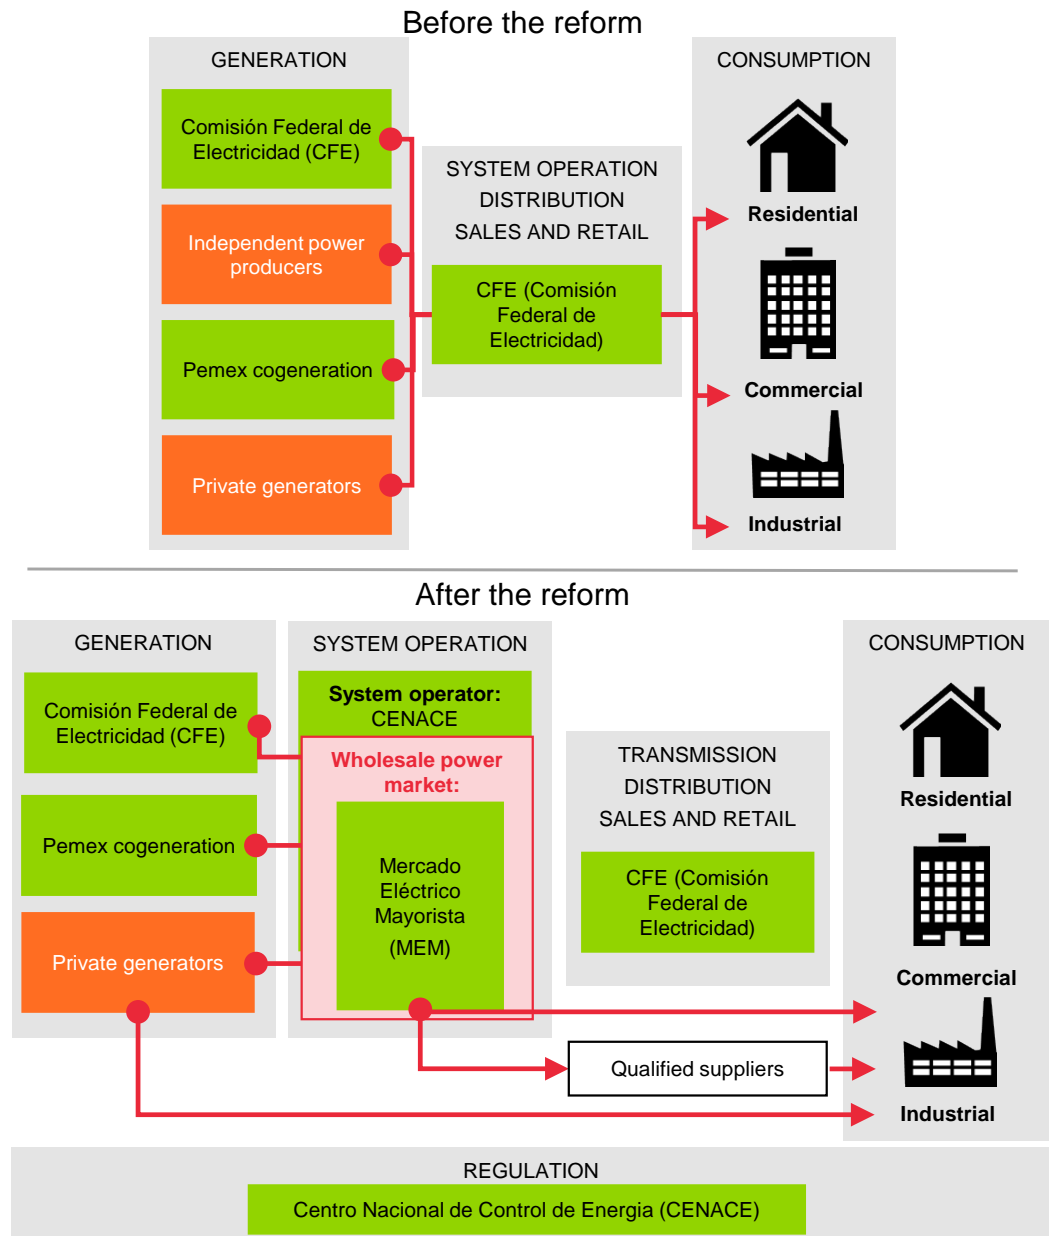 Before the reform
GENERATION
Comisión Federal de
Electricidad (CFE)
Independent power
producers
Pemex cogeneration
Private generators
SYSTEM OPERATION
DISTRIBUTION
SALES AND RETAIL
CFE (Comisión
Federal de
Electricidad)
CONSUMPTION
Residential
Commercial
Industrial
After the reform
GENERATION
Comisión Federal de
Electricidad (CFE)
Pemex cogeneration
Private generators
SYSTEM OPERATION
System operator:
CENACE
Wholesale power
market:
Mercado
Eléctrico
Mayorista
(MEM)
TRANSMISSION
DISTRIBUTION
SALES AND RETAIL
CFE (Comisión
Federal de
Electricidad)
Qualified suppliers
CONSUMPTION
Residential
Commercial
Industrial
REGULATION
Centro Nacional de Control de Energia (CENACE)